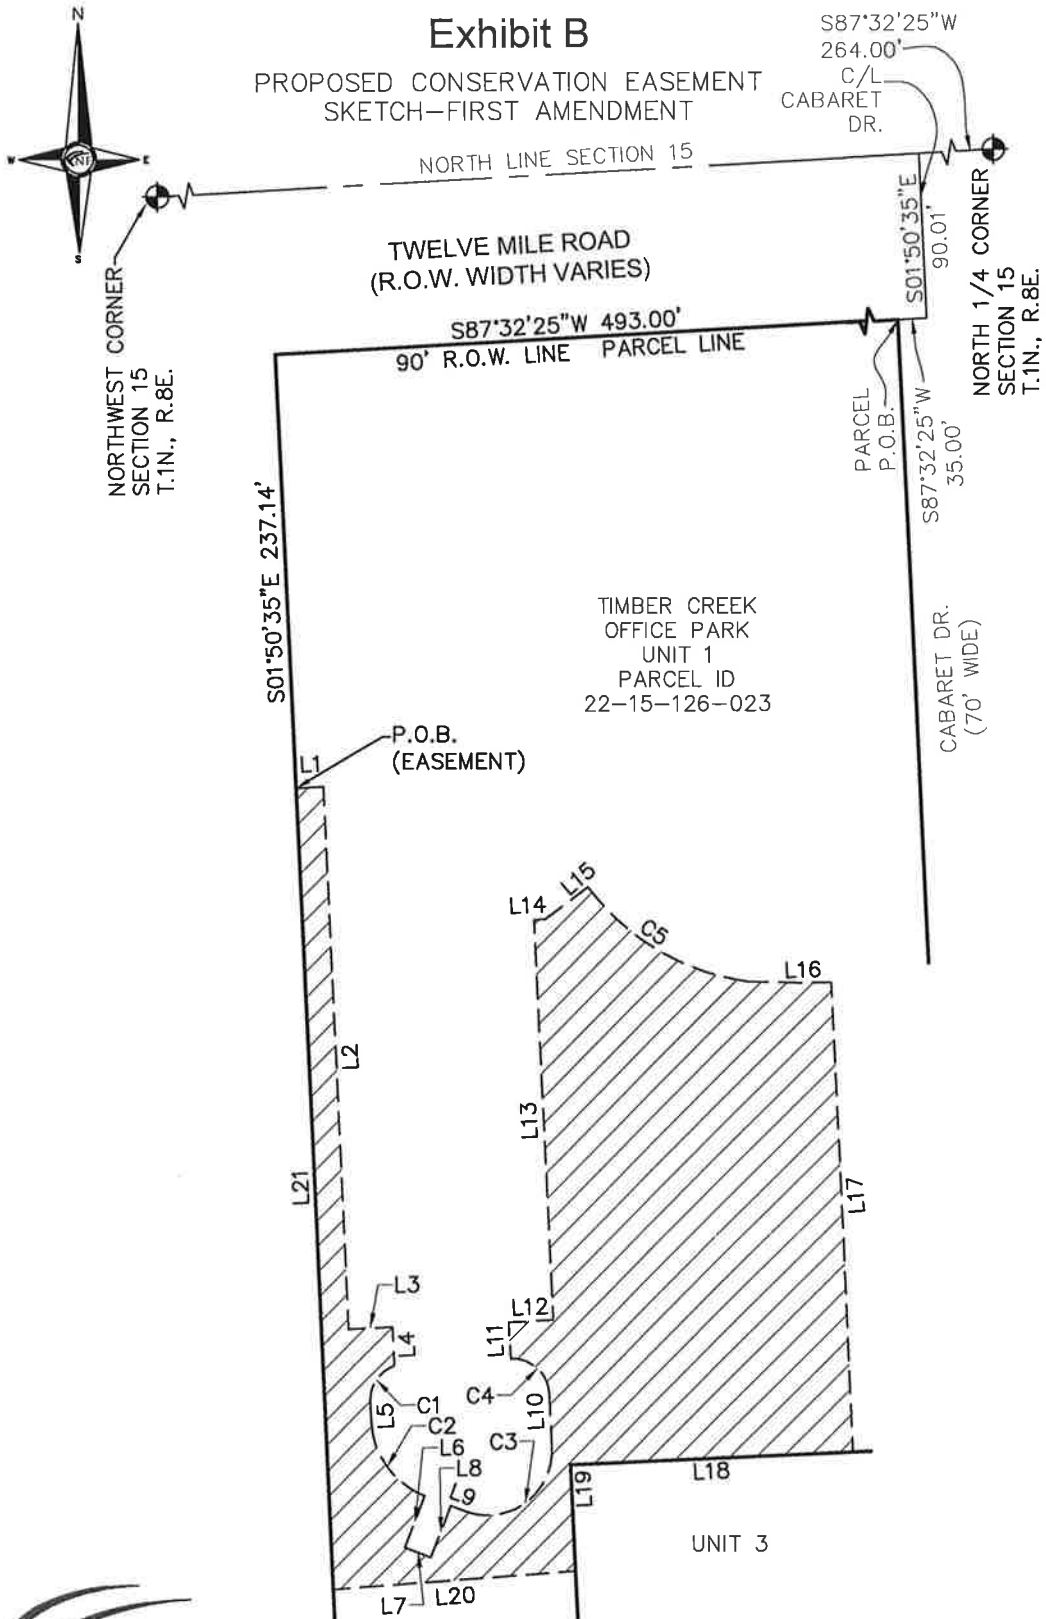 N
W
E
S
NF
Exhibit B
PROPOSED CONSERVATION EASEMENT
SKETCH-FIRST AMENDMENT
S87°32'25"W
264.00'
C/L
CABARET
DR.
NORTH LINE SECTION 15
TWELVE MILE ROAD
(R.O.W. WIDTH VARIES)
S01°50'35"E
90.01'
NORTH 1/4 CORNER
SECTION 15
T.1N., R.8E.
NORTHWEST CORNER
SECTION 15
T.1N., R.8E.
S87°32'25"W 493.00'
90' R.O.W. LINE PARCEL LINE
PARCEL
P.O.B.
S87°32'25"W
35.00'
S01°50'35"E 237.14'
TIMBER CREEK
OFFICE PARK
UNIT 1
PARCEL ID
22-15-126-023
CABARET DR.
(70' WIDE)
P.O.B.
(EASEMENT)
L1
L15
L14
C5
L16
L2
L13
L21
L17
L3
L12
L4
L11
C4
C1
L5
L10
C2
C3
L6
L8
L9
L18
L19
UNIT 3
L20
L7